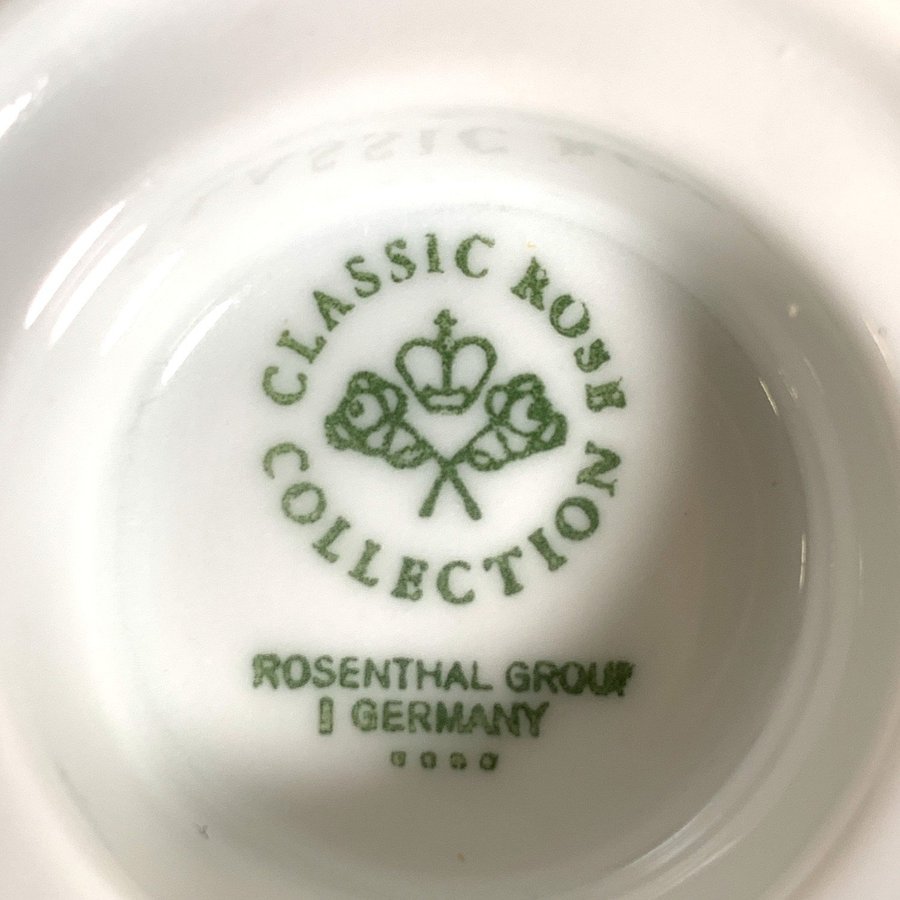 CLASSIC ROSE
COLLECTION
ROSENTHAL GROUP
GERMANY